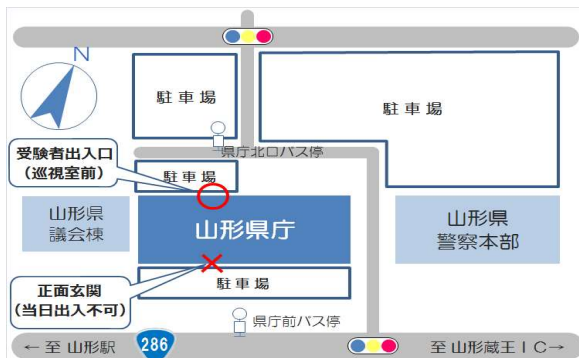 N
駐車場
駐車場
県庁北口バス停
受験者出入口
（巡視室前）
駐車場
山形県
議会棟
山形県庁
山形県
警察本部
正面玄関
（当日出入不可）
駐車場
県庁前バス停
← 至 山形駅
286
至 山形蔵王ＩＣ→